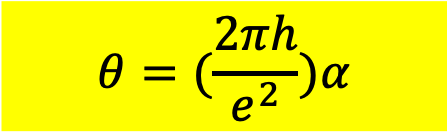 θ = (2πh/e²)α